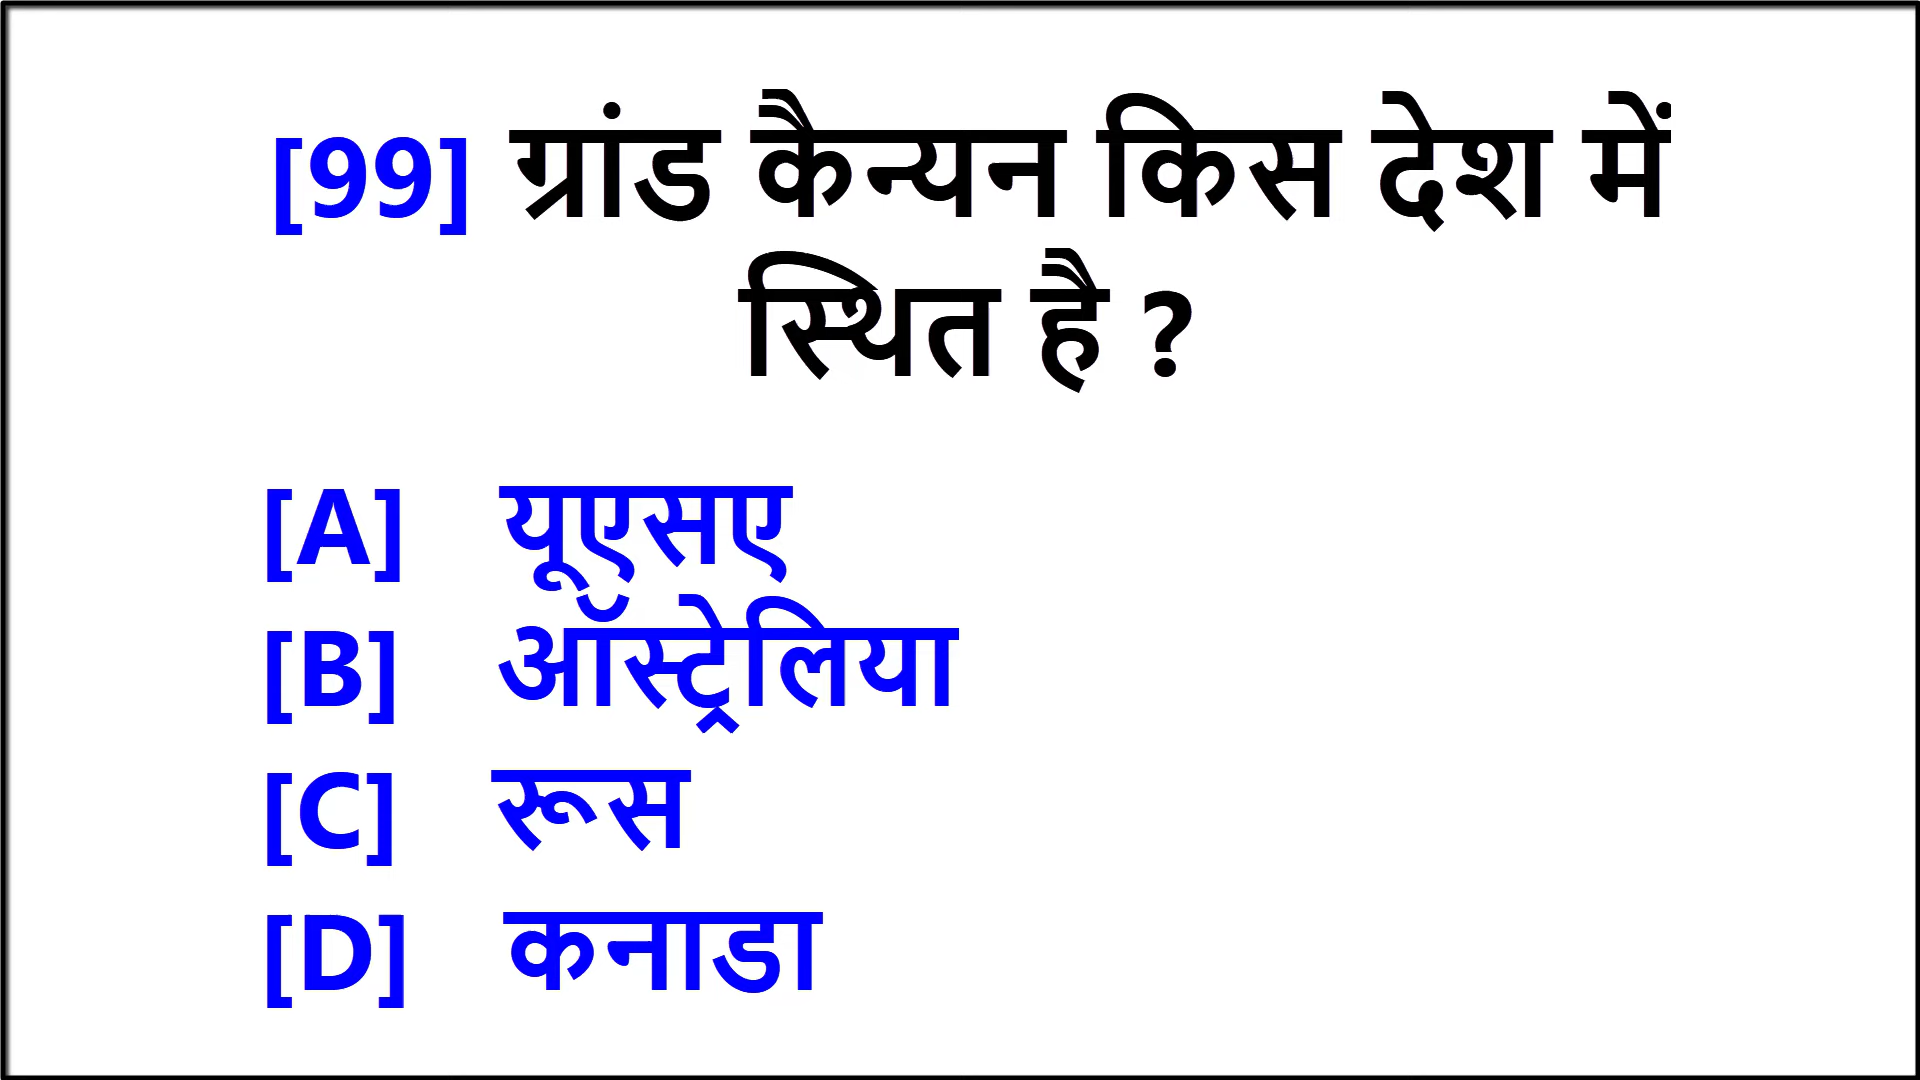 [99] ग्रांड कैन्यन किस देश में
स्थित है ?
[A] यूएसए
[B] ऑस्ट्रेलिया
[C] रूस
[D] कनाडा